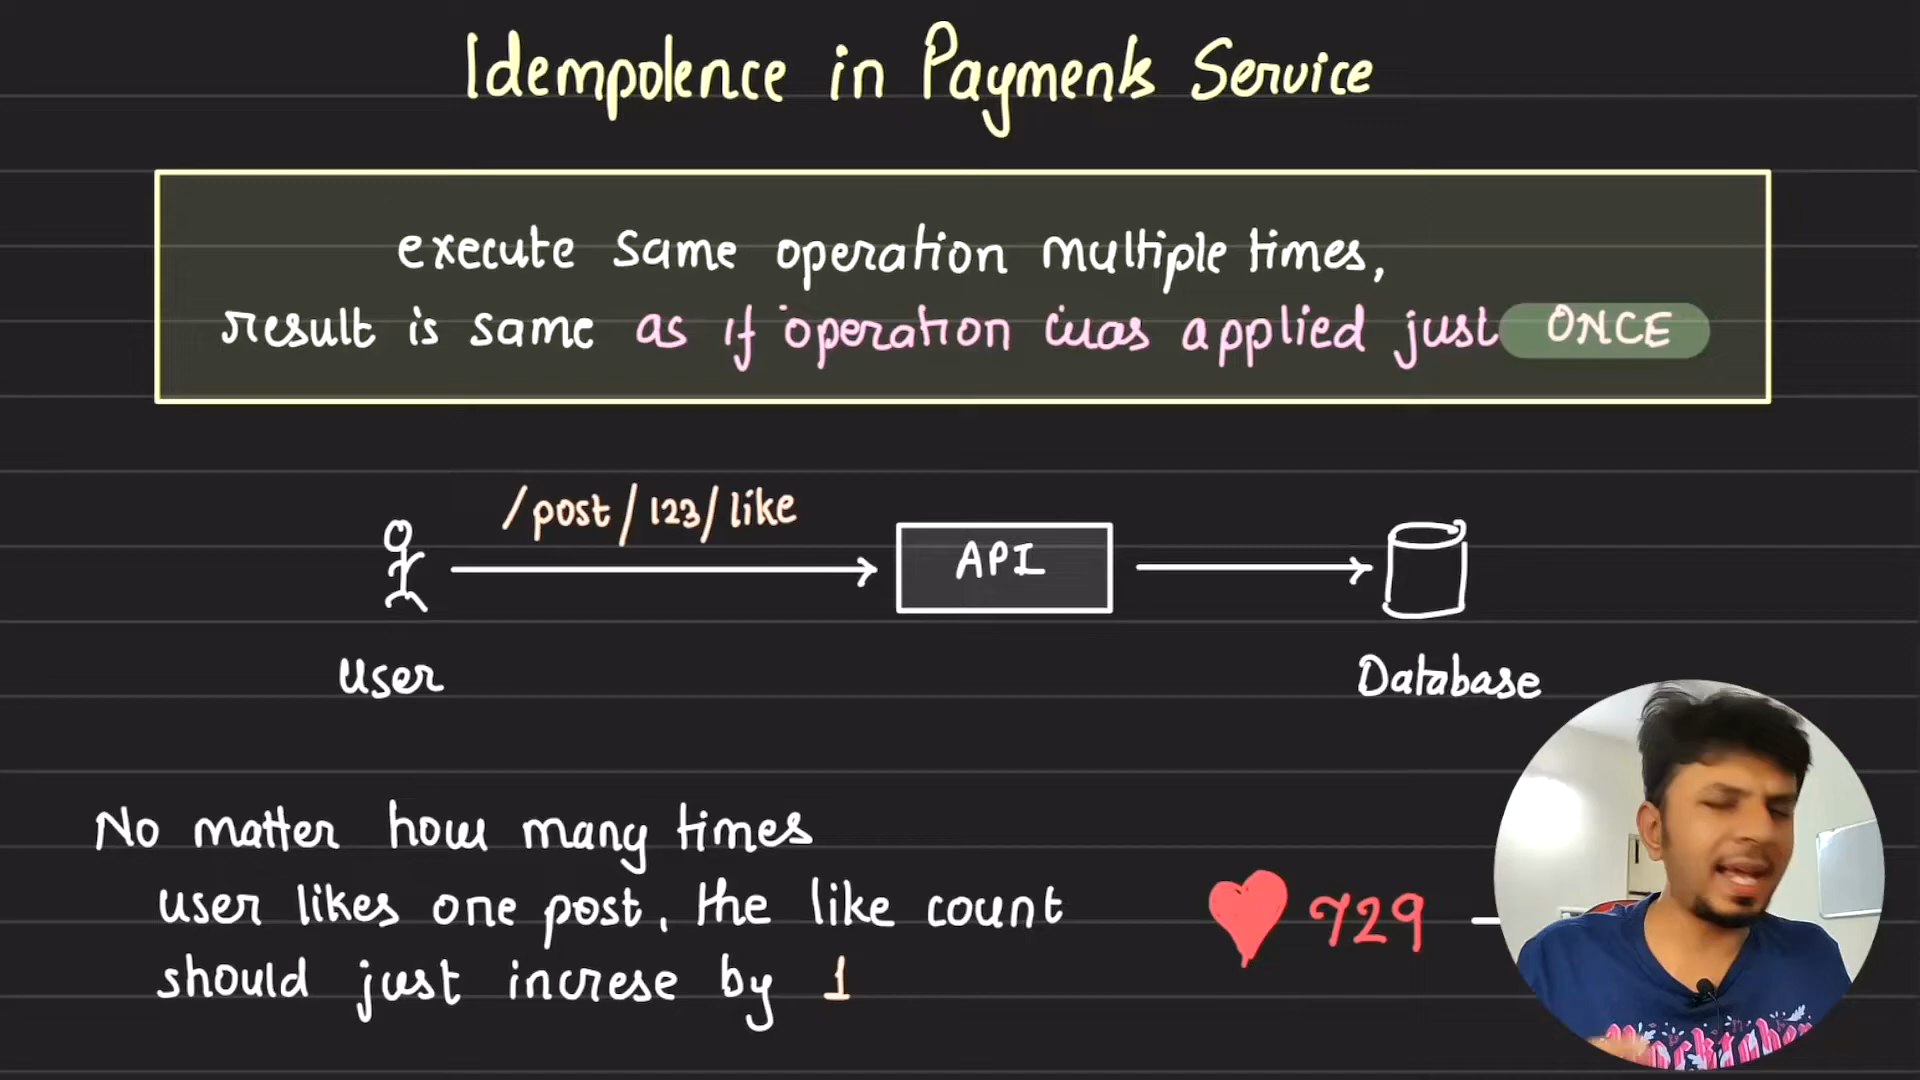 Idempotence in Payments Service
execute same operation multiple times,
result is same as if operation was applied just ONCE
/post/123/like
API
User
Database
No matter how many times
user likes one post, the like count
should just increse by 1
729